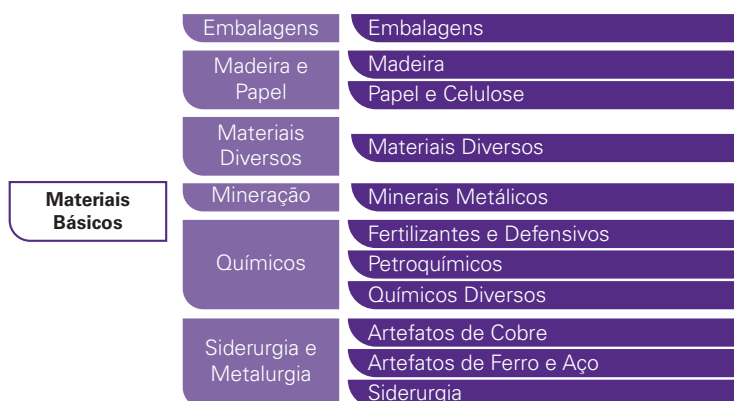 Embalagens
Embalagens
Madeira e
Papel
Madeira
Papel e Celulose
Materiais
Diversos
Materiais Diversos
Materiais
Básicos
Mineração
Minerais Metálicos
Químicos
Fertilizantes e Defensivos
Petroquímicos
Químicos Diversos
Siderurgia e
Metalurgia
Artefatos de Cobre
Artefatos de Ferro e Aço
Siderurgia